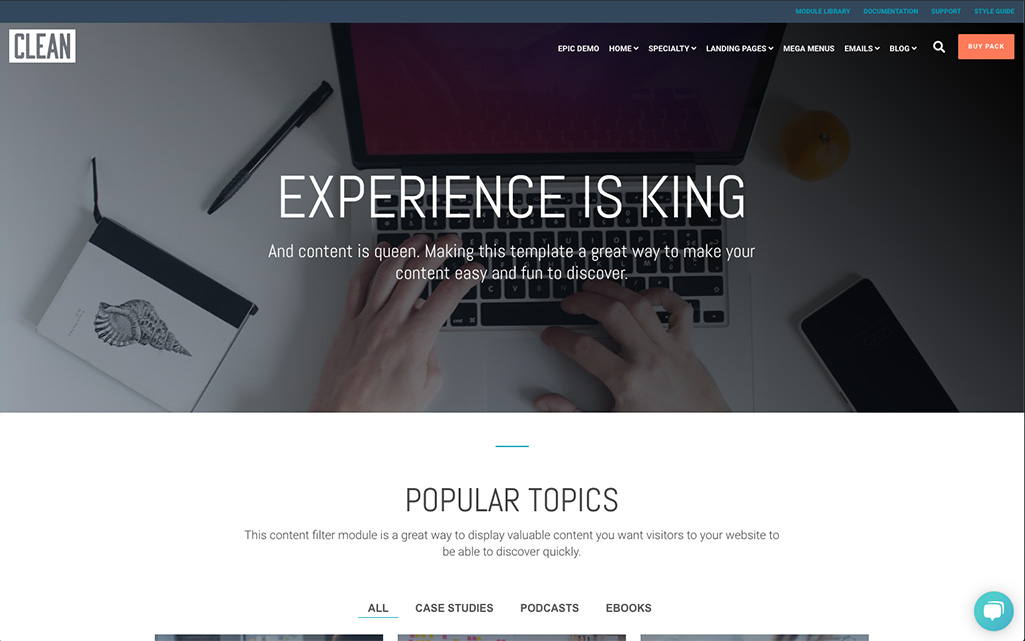 MODULE LIBRARY DOCUMENTATION SUPPORT STYLE GUIDE
CLEAN
EPIC DEMO HOME SPECIALTY LANDING PAGES MEGA MENUS EMAILS BLOG BUY PACK
EXPERIENCE IS KING
And content is queen. Making this template a great way to make your
content easy and fun to discover.
POPULAR TOPICS
This content filter module is a great way to display valuable content you want visitors to your website to
be able to discover quickly.
ALL CASE STUDIES PODCASTS EBOOKS